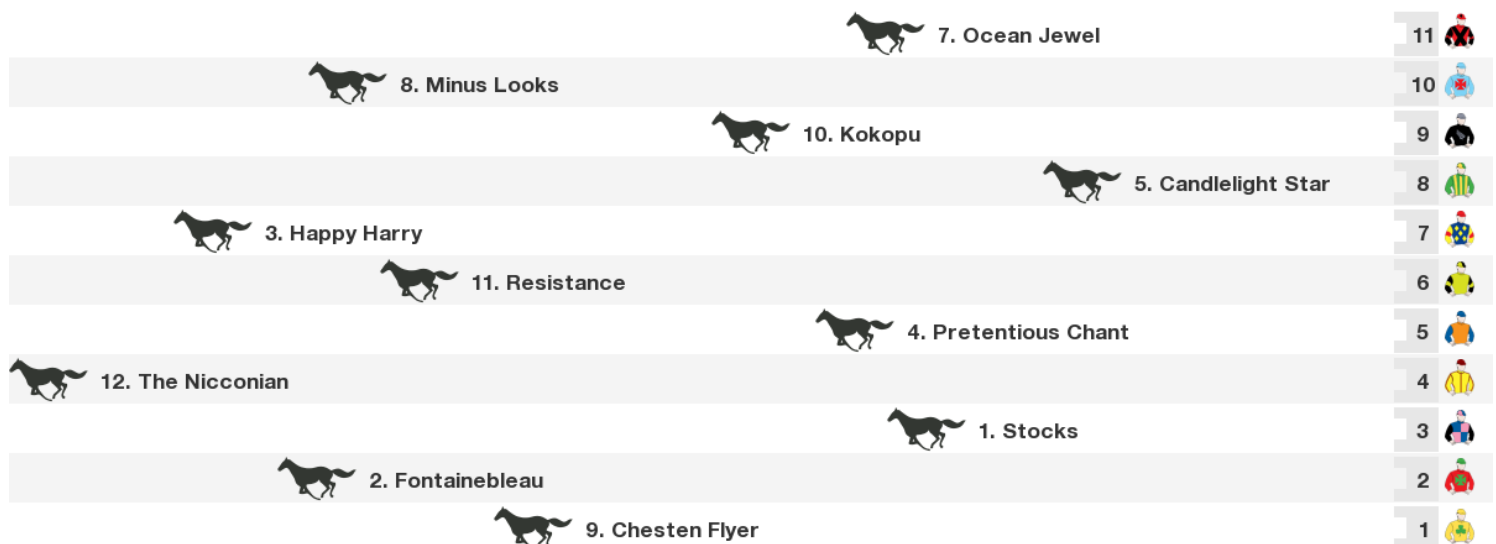 7. Ocean Jewel 11
8. Minus Looks 10
10. Kokopu 9
5. Candlelight Star 8
3. Happy Harry 7
11. Resistance 6
4. Pretentious Chant 5
12. The Nicconian 4
1. Stocks 3
2. Fontainebleau 2
9. Chesten Flyer 1